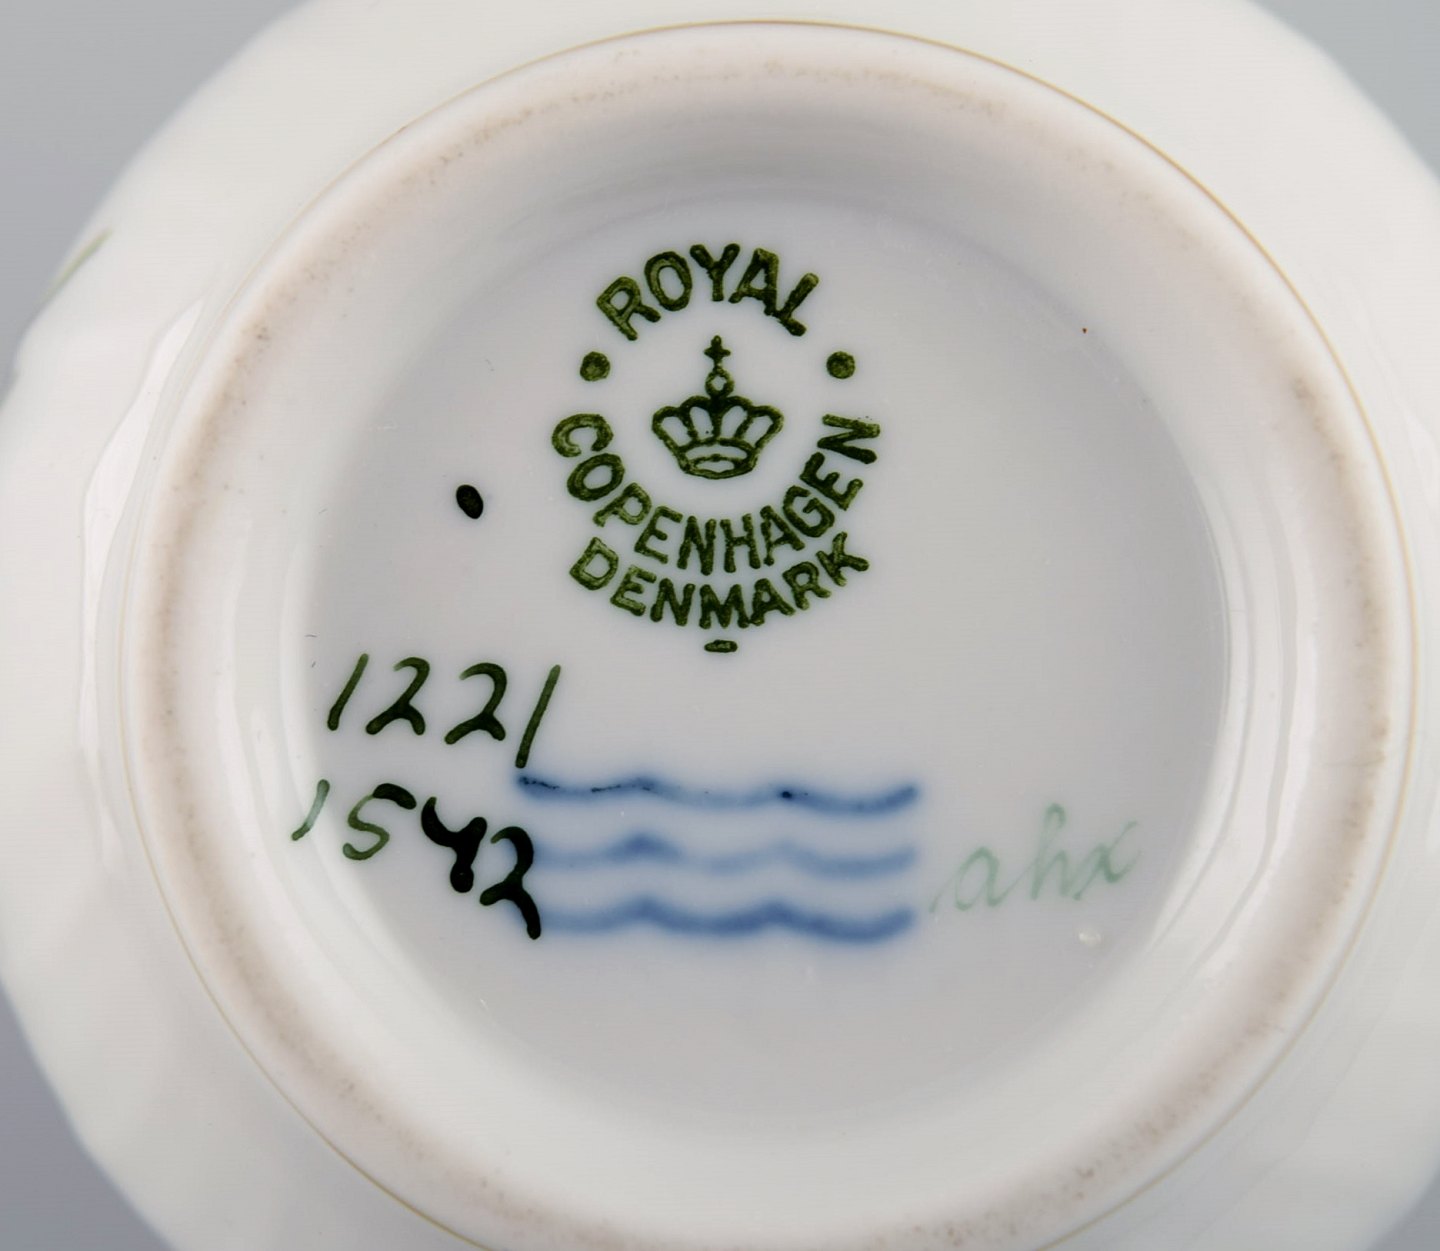 ROYAL
COPENHAGEN
DENMARK
1221
1542
ahx